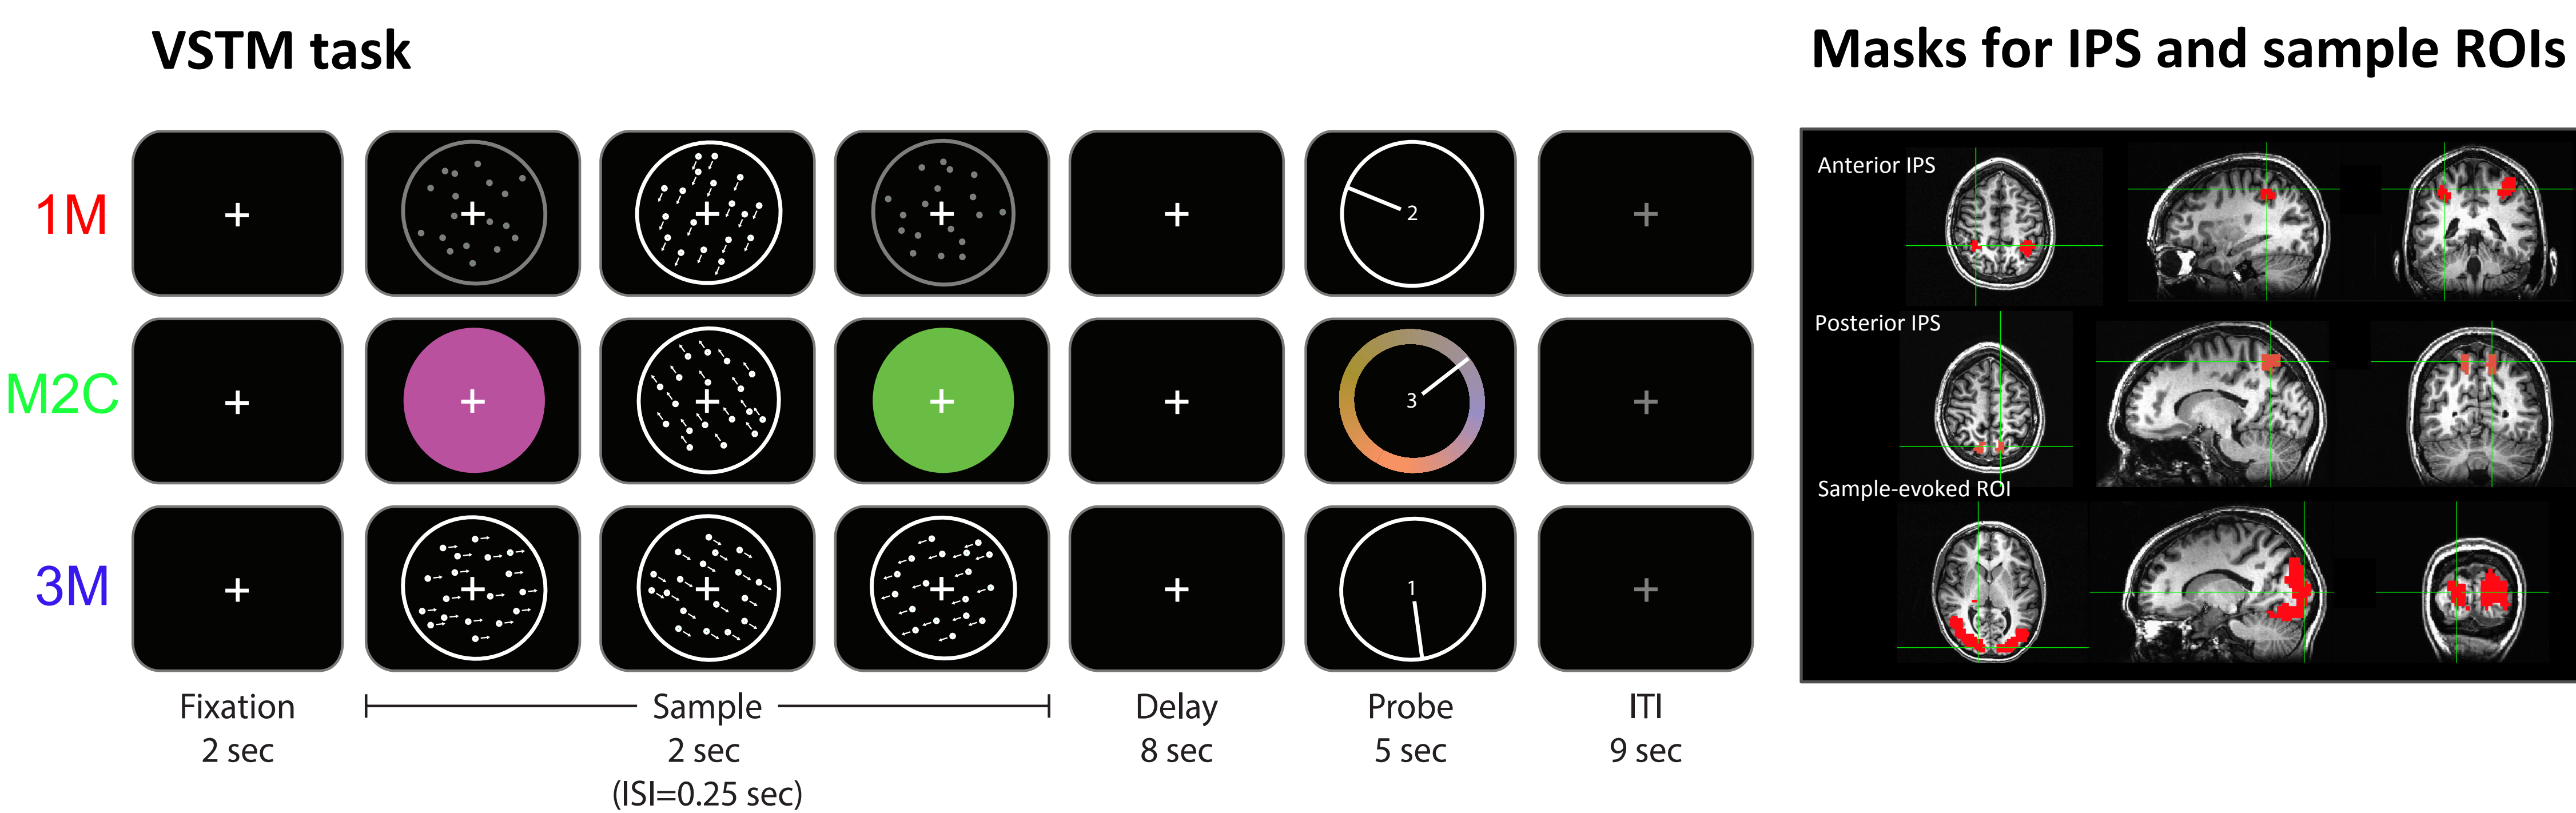 VSTM task
Masks for IPS and sample ROIs
1M
2
M2C
3
3M
1
Fixation
2 sec
Sample
2 sec
(ISI=0.25 sec)
Delay
8 sec
Probe
5 sec
ITI
9 sec
Anterior IPS
Posterior IPS
Sample-evoked ROI